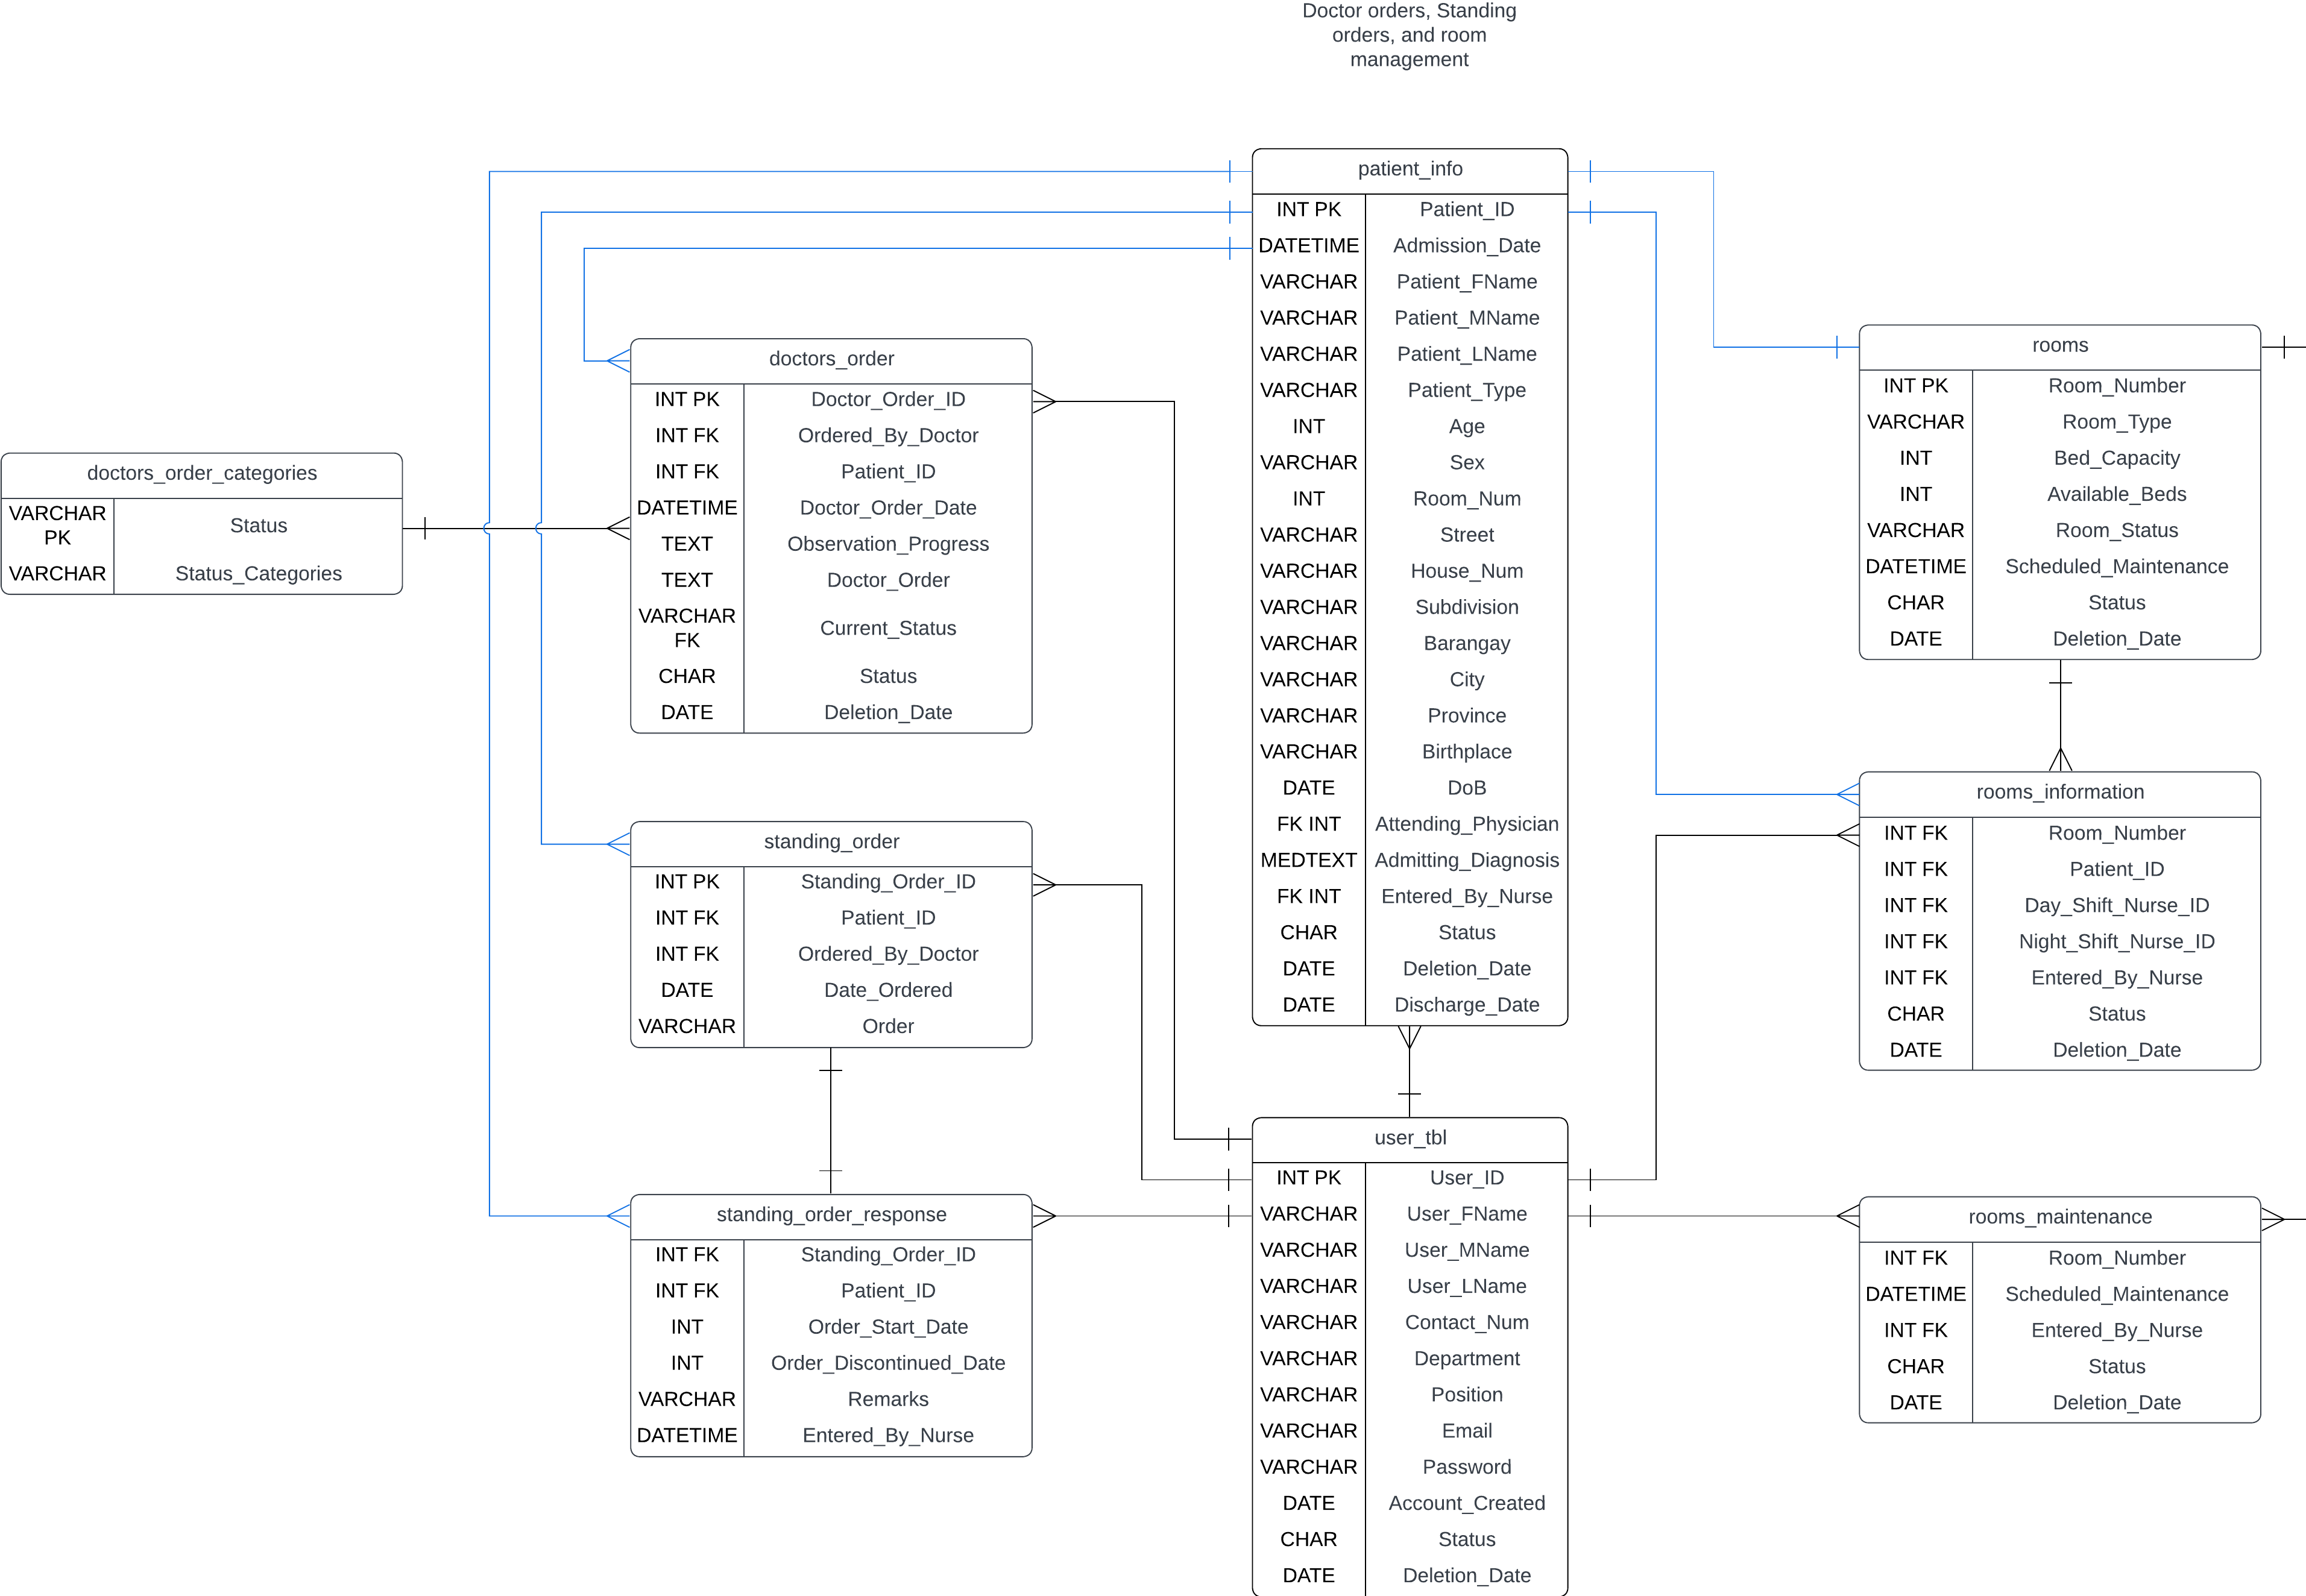 Doctor orders, Standing
orders, and room
management
patient_info
INT PK Patient_ID
DATETIME Admission_Date
VARCHAR Patient_FName
VARCHAR Patient_MName
VARCHAR Patient_LName
VARCHAR Patient_Type
INT Age
VARCHAR Sex
INT Room_Num
VARCHAR Street
VARCHAR House_Num
VARCHAR Subdivision
VARCHAR Barangay
VARCHAR City
VARCHAR Province
VARCHAR Birthplace
DATE DoB
FK INT Attending_Physician
MEDTEXT Admitting_Diagnosis
FK INT Entered_By_Nurse
CHAR Status
DATE Deletion_Date
DATE Discharge_Date
doctors_order
INT PK Doctor_Order_ID
INT FK Ordered_By_Doctor
INT FK Patient_ID
DATETIME Doctor_Order_Date
TEXT Observation_Progress
TEXT Doctor_Order
VARCHAR
FK Current_Status
CHAR Status
DATE Deletion_Date
doctors_order_categories
VARCHAR
PK Status
VARCHAR Status_Categories
standing_order
INT PK Standing_Order_ID
INT FK Patient_ID
INT FK Ordered_By_Doctor
DATE Date_Ordered
VARCHAR Order
standing_order_response
INT FK Standing_Order_ID
INT FK Patient_ID
INT Order_Start_Date
INT Order_Discontinued_Date
VARCHAR Remarks
DATETIME Entered_By_Nurse
user_tbl
INT PK User_ID
VARCHAR User_FName
VARCHAR User_MName
VARCHAR User_LName
VARCHAR Contact_Num
VARCHAR Department
VARCHAR Position
VARCHAR Email
VARCHAR Password
DATE Account_Created
CHAR Status
DATE Deletion_Date
rooms
INT PK Room_Number
VARCHAR Room_Type
INT Bed_Capacity
INT Available_Beds
VARCHAR Room_Status
DATETIME Scheduled_Maintenance
CHAR Status
DATE Deletion_Date
rooms_information
INT FK Room_Number
INT FK Patient_ID
INT FK Day_Shift_Nurse_ID
INT FK Night_Shift_Nurse_ID
INT FK Entered_By_Nurse
CHAR Status
DATE Deletion_Date
rooms_maintenance
INT FK Room_Number
DATETIME Scheduled_Maintenance
INT FK Entered_By_Nurse
CHAR Status
DATE Deletion_Date